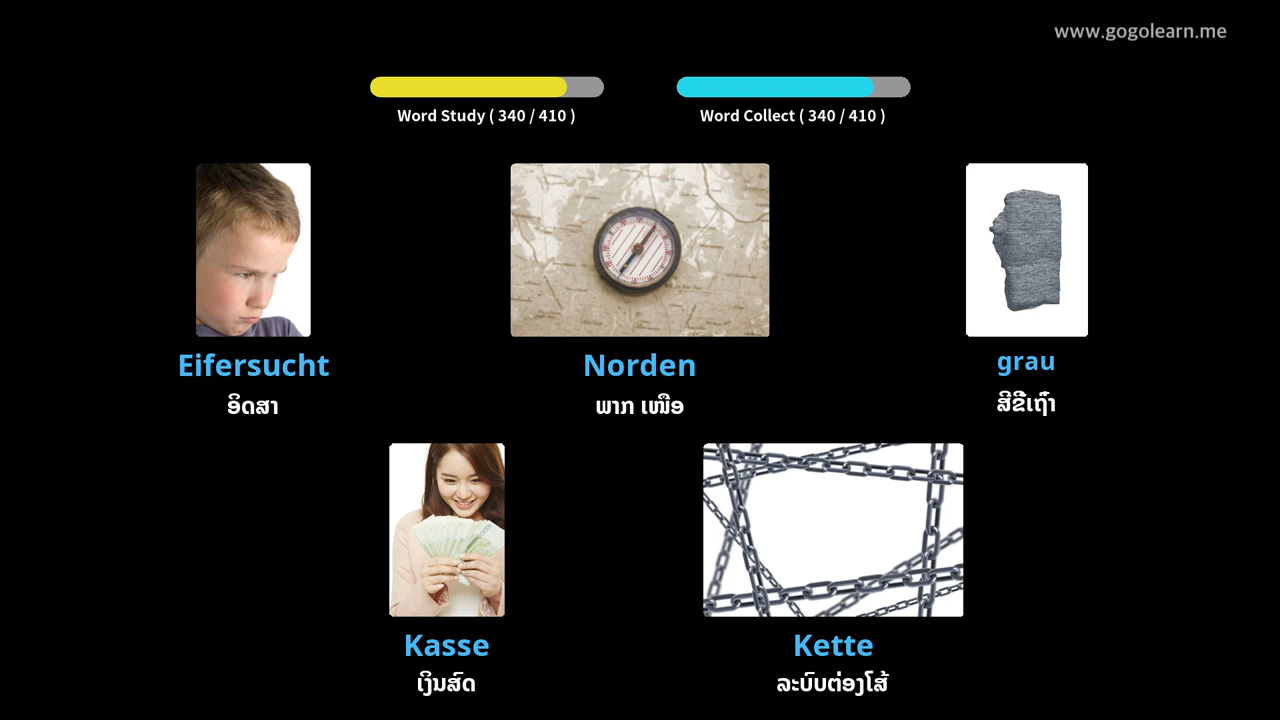 www.gogolearn.me
Word Study ( 340 / 410 )
Word Collect ( 340 / 410 )
Eifersucht
ອິດສາ
Norden
ພາກ ເໜືອ
grau
ສີຂີ້ເຖົ່າ
Kasse
ເງິນສົດ
Kette
ລະບົບຕ່ອງໂສ້